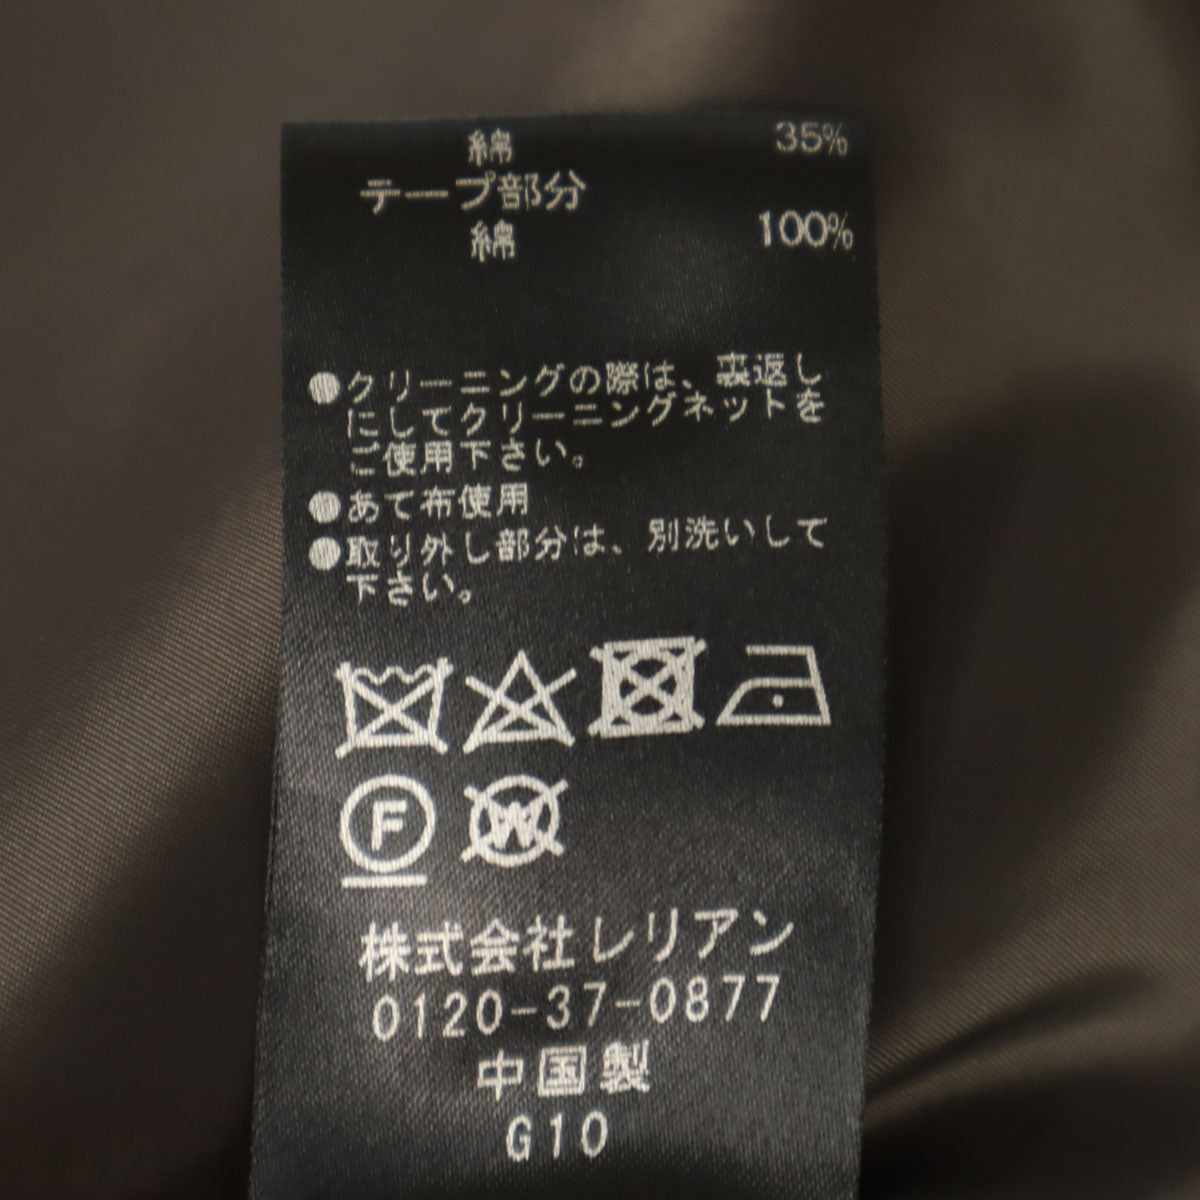 綿 35%
テープ部分
綿 100%
●クリーニングの際は、裏返し
にしてクリーニングネットを
ご使用下さい。
●あて布使用
●取り外し部分は、別洗いして
下さい。
F W
株式会社レリアン
0120-37-0877
中国製
G10